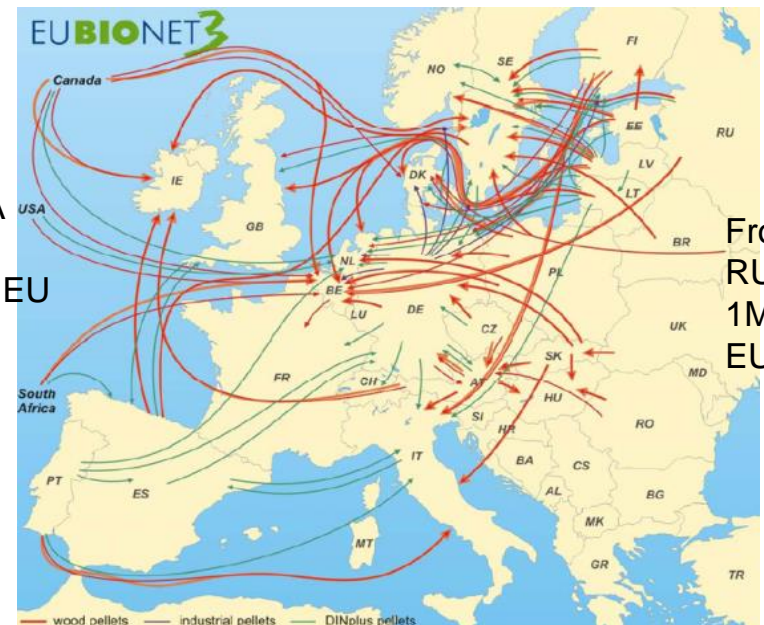 EUBIONET3
Canada
NO
SE
FI
EE
RU
IE
DK
LV
LT
A
USA
GB
BR
NL
PL
Fro
RU
1M
EU
EU
BE
DE
LU
CZ
UK
SK
MD
FR
CH
AT
HU
South
Africa
SI
RO
HR
PT
ES
IT
BA
CS
AL
BG
MK
MT
GR
TR
wood pellets
industrial pellets
DINplus pellets